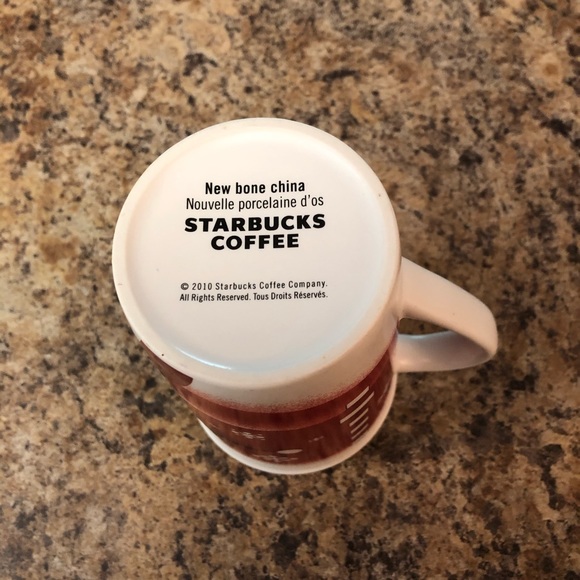 New bone china
Nouvelle porcelaine d'os
STARBUCKS
COFFEE
© 2010 Starbucks Coffee Company.
All Rights Reserved. Tous Droits Réservés.